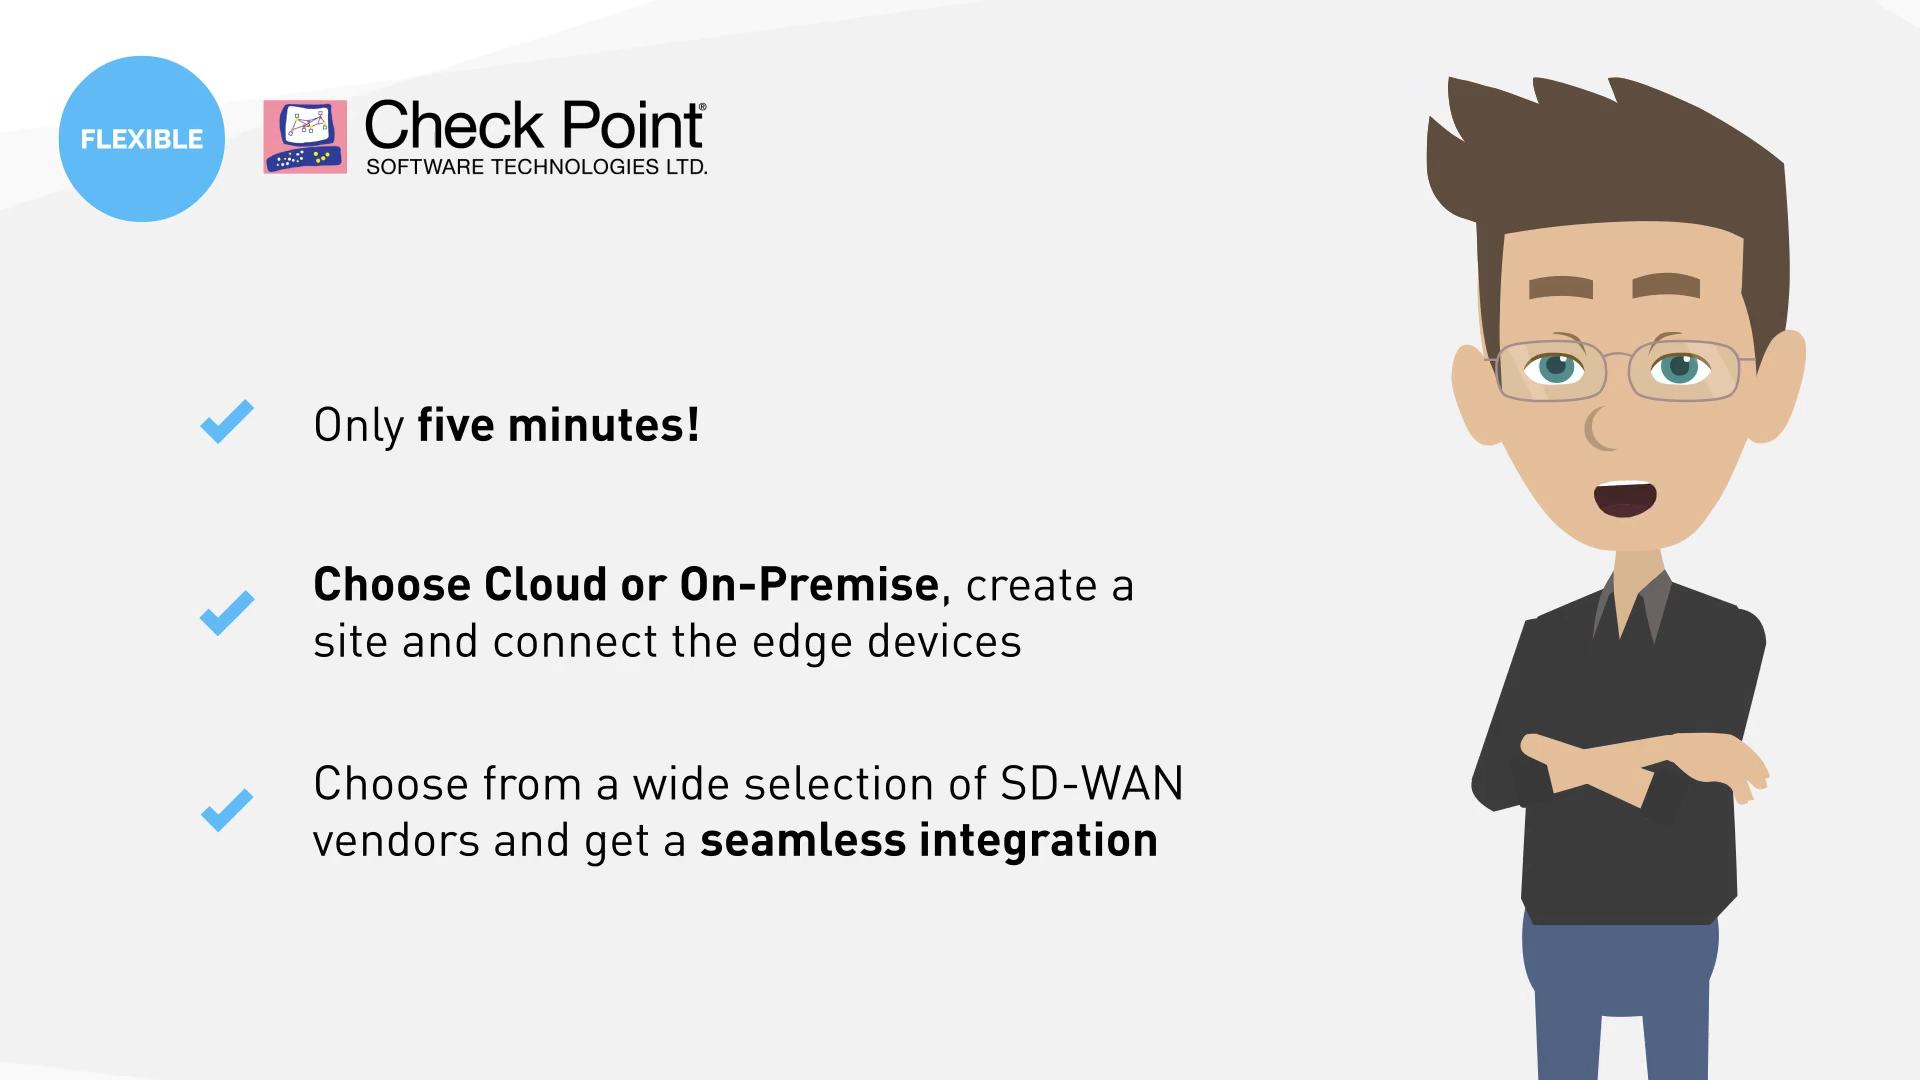 FLEXIBLE
Check Point®
SOFTWARE TECHNOLOGIES LTD.
Only five minutes!
Choose Cloud or On-Premise, create a
site and connect the edge devices
Choose from a wide selection of SD-WAN
vendors and get a seamless integration